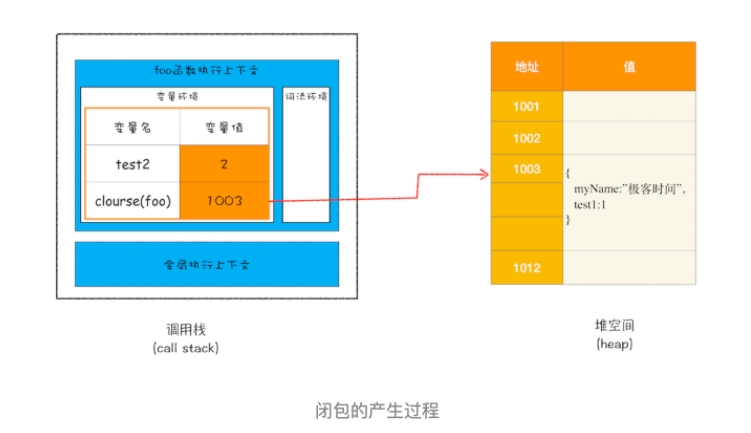 foo函数执行上下文
变量环境
词法环境
变量名 变量值
test2 2
clourse(foo) 1003
全局执行上下文
调用栈
(call stack)
地址 值
1001
1002
1003
{
myName:"极客时间",
test1:1
}
1012
堆空间
(heap)
闭包的产生过程